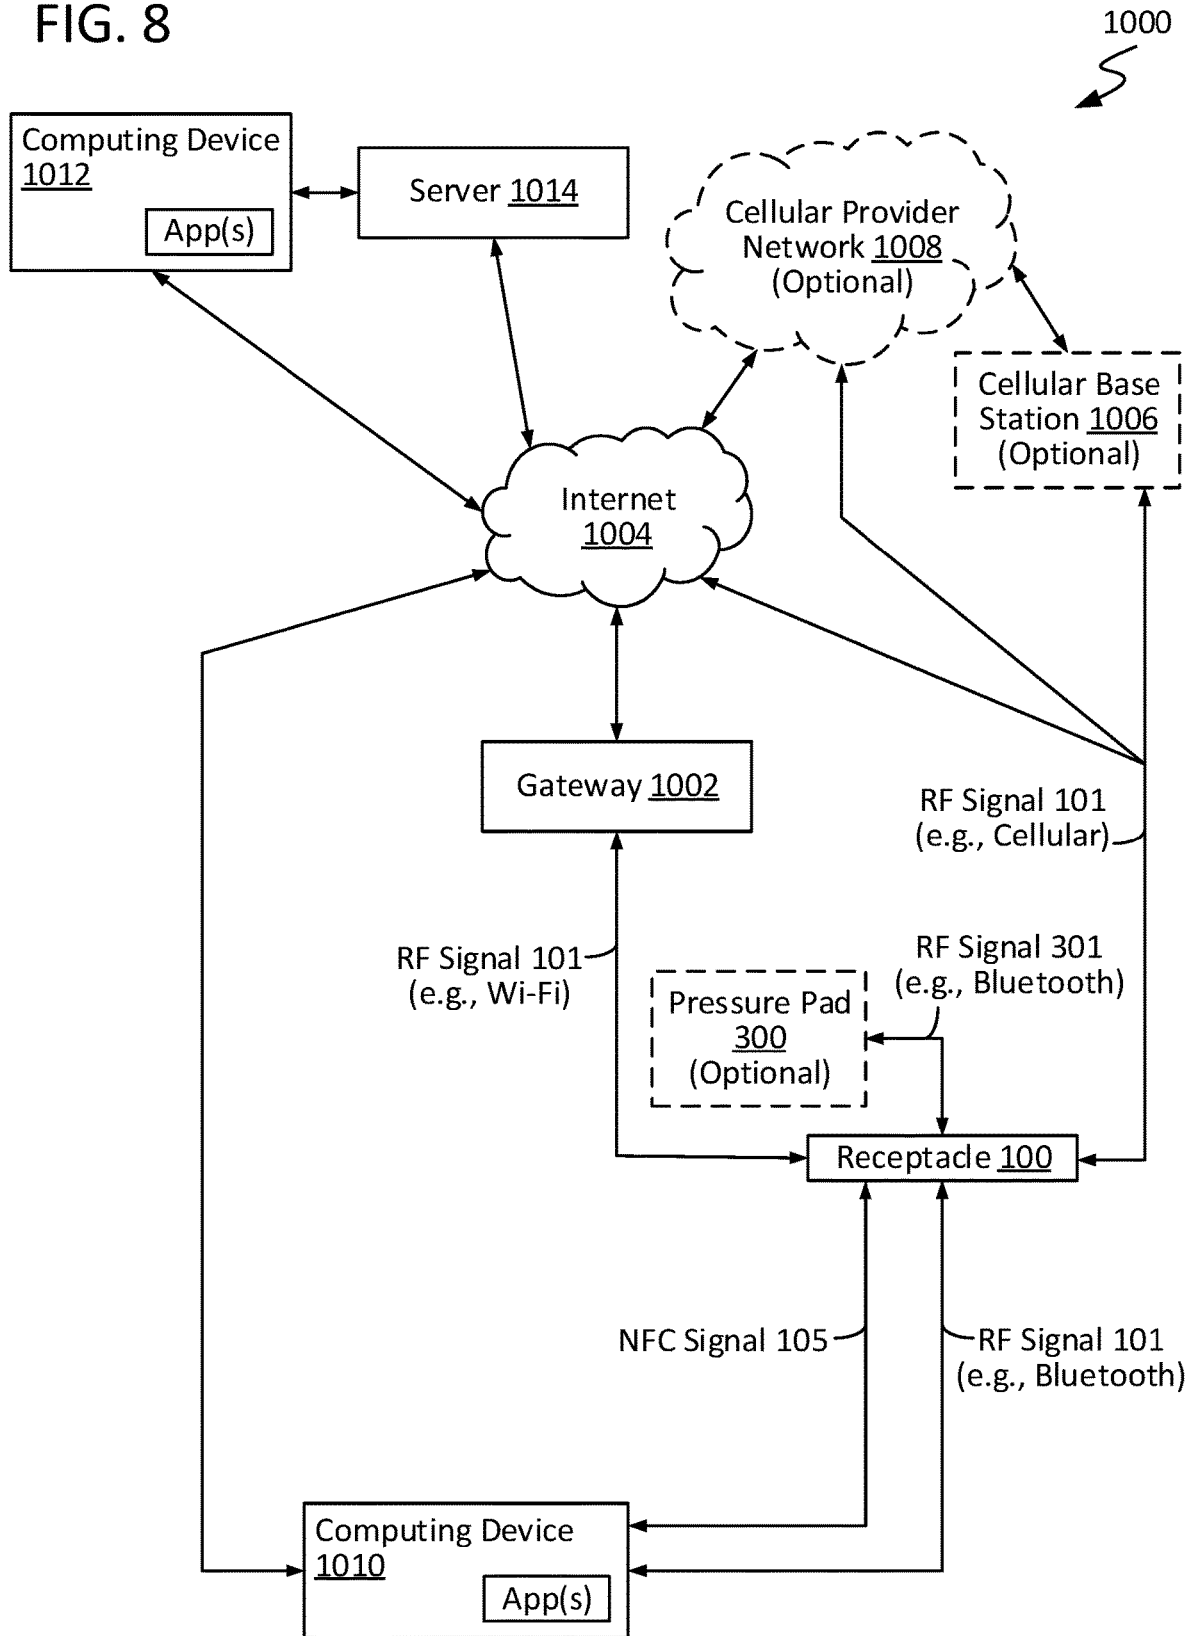 FIG. 8
1000
Computing Device
1012
App(s)
Server 1014
Cellular Provider
Network 1008
(Optional)
Cellular Base
Station 1006
(Optional)
Internet
1004
Gateway 1002
RF Signal 101
(e.g., Cellular)
RF Signal 101
(e.g., Wi-Fi)
RF Signal 301
(e.g., Bluetooth)
Pressure Pad
300
(Optional)
Receptacle 100
NFC Signal 105
RF Signal 101
(e.g., Bluetooth)
Computing Device
1010
App(s)